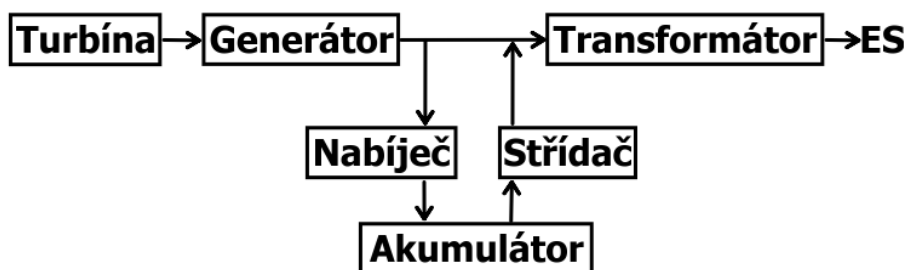 Turbína Generátor Transformátor ES
Nabíječ Střídač
Akumulátor